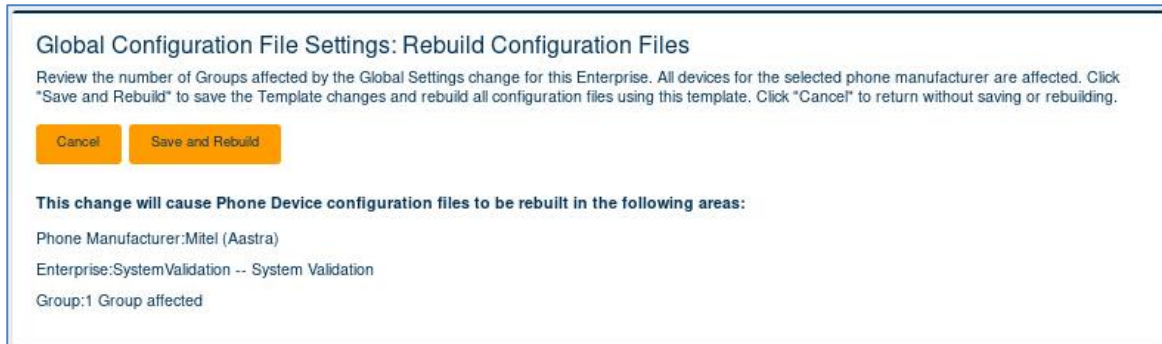 Global Configuration File Settings: Rebuild Configuration Files
Review the number of Groups affected by the Global Settings change for this Enterprise. All devices for the selected phone manufacturer are affected. Click
"Save and Rebuild" to save the Template changes and rebuild all configuration files using this template. Click "Cancel" to return without saving or rebuilding.
Cancel Save and Rebuild
This change will cause Phone Device configuration files to be rebuilt in the following areas:
Phone Manufacturer:Mitel (Aastra)
Enterprise:SystemValidation -- System Validation
Group:1 Group affected